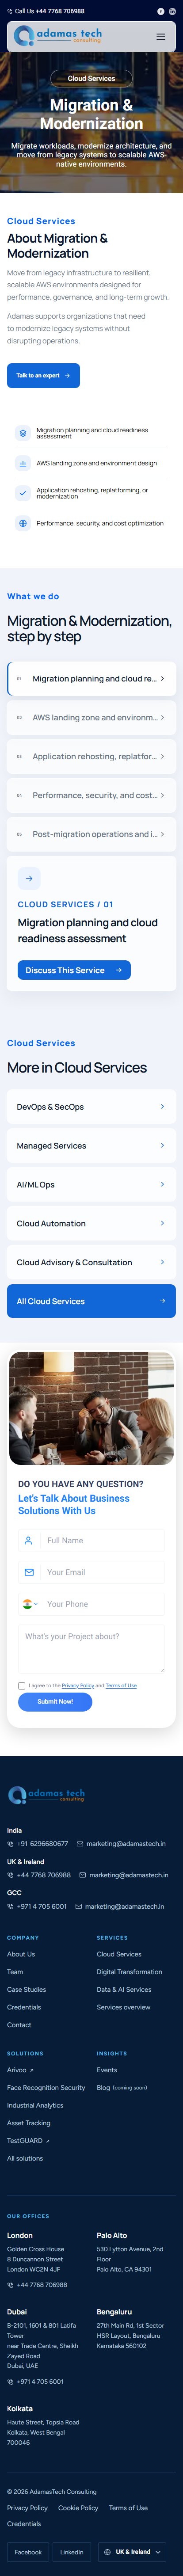 Call Us +44 7768 706988
adamas tech
consulting
Cloud Services
Migration &
Modernization
Migrate workloads, modernize architecture, and
move from legacy systems to scalable AWS-
native environments.
Cloud Services
About Migration &
Modernization
Move from legacy infrastructure to resilient,
scalable AWS environments designed for
performance, governance, and long-term growth.
Adamas supports organizations that need
to modernize legacy systems without
disrupting operations.
Talk to an expert
Migration planning and cloud readiness
assessment
AWS landing zone and environment design
Application rehosting, replatforming, or
modernization
Performance, security, and cost optimization
What we do
Migration & Modernization,
step by step
01 Migration planning and cloud re...
02 AWS landing zone and environm...
03 Application rehosting, replatfor...
04 Performance, security, and cost...
05 Post-migration operations and i...
CLOUD SERVICES / 01
Migration planning and cloud
readiness assessment
Discuss This Service
Cloud Services
More in Cloud Services
DevOps & SecOps
Managed Services
AI/ML Ops
Cloud Automation
Cloud Advisory & Consultation
All Cloud Services
DO YOU HAVE ANY QUESTION?
Let's Talk About Business
Solutions With Us
Full Name
Your Email
Your Phone
What's your Project about?
I agree to the Privacy Policy and Terms of Use.
Submit Now!
adamas tech
consulting
India
+91-6296680677 marketing@adamastech.in
UK & Ireland
+44 7768 706988 marketing@adamastech.in
GCC
+971 4 705 6001 marketing@adamastech.in
COMPANY
About Us
Team
Case Studies
Credentials
Contact
SERVICES
Cloud Services
Digital Transformation
Data & AI Services
Services overview
SOLUTIONS
Arivoo
Face Recognition Security
Industrial Analytics
Asset Tracking
TestGUARD
All solutions
INSIGHTS
Events
Blog (coming soon)
OUR OFFICES
London
Golden Cross House
8 Duncannon Street
London WC2N 4JF
+44 7768 706988
Palo Alto
530 Lytton Avenue, 2nd
Floor
Palo Alto, CA 94301
Dubai
B-2101, 1601 & 801 Latifa
Tower
near Trade Centre, Sheikh
Zayed Road
Dubai, UAE
+971 4 705 6001
Bengaluru
27th Main Rd, 1st Sector
HSR Layout, Bengaluru
Karnataka 560102
Kolkata
Haute Street, Topsia Road
Kolkata, West Bengal
700046
© 2026 AdamasTech Consulting
Privacy Policy Cookie Policy Terms of Use
Credentials
Facebook LinkedIn UK & Ireland